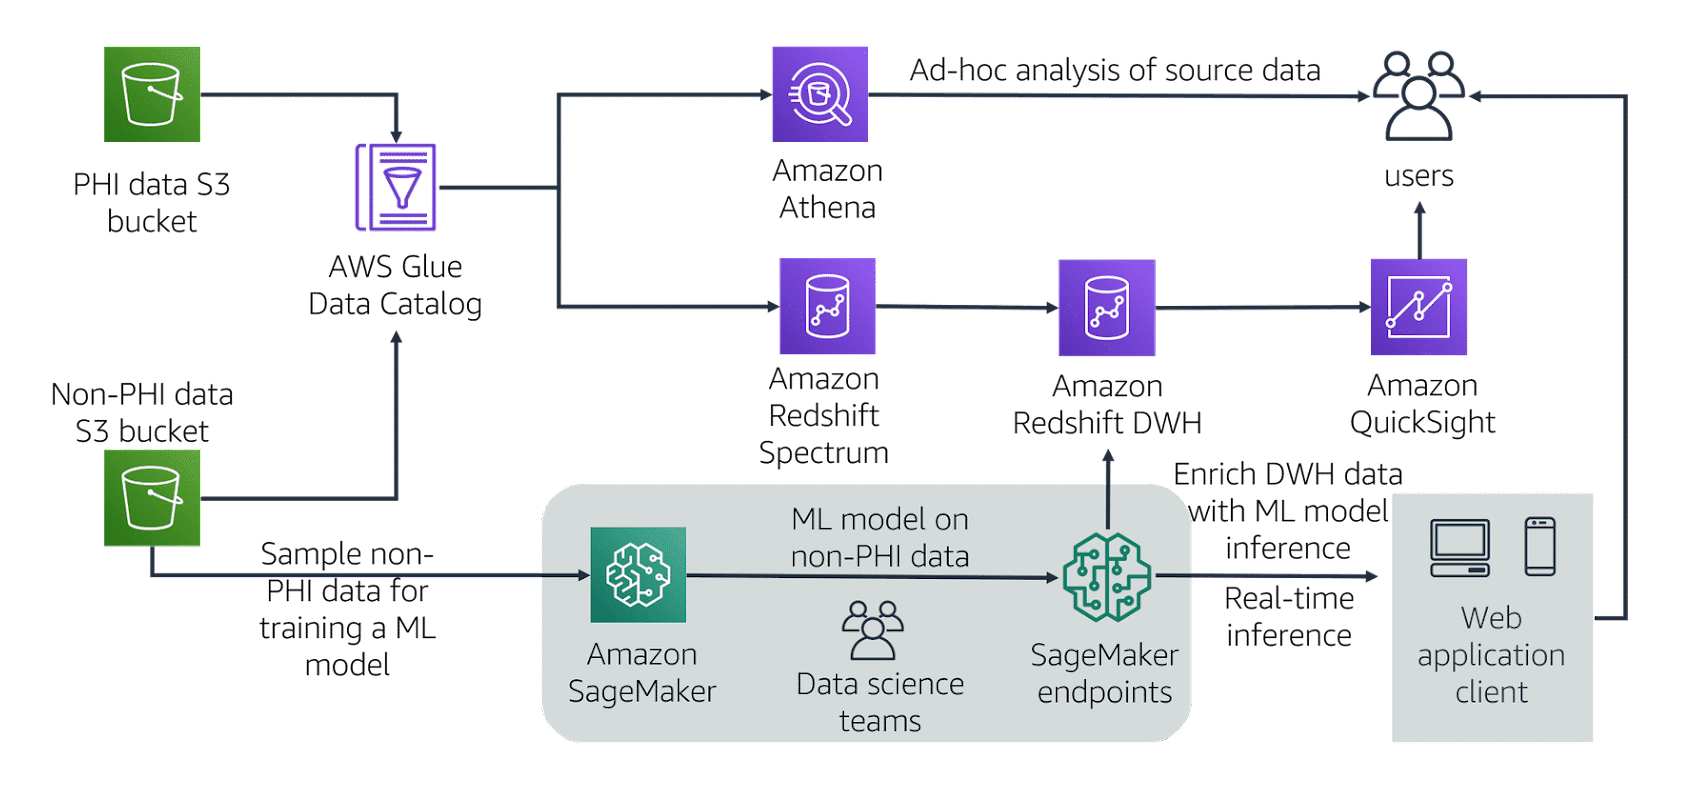 Ad-hoc analysis of source data
PHI data S3
bucket
Amazon
Athena
users
AWS Glue
Data Catalog
Non-PHI data
S3 bucket
Amazon
Redshift
Spectrum
Amazon
Redshift DWH
Amazon
QuickSight
Enrich DWH data
with ML model
inference
ML model on
non-PHI data
Sample non-
PHI data for
training a ML
model
Real-time
inference
Amazon
SageMaker
Data science
teams
SageMaker
endpoints
Web
application
client